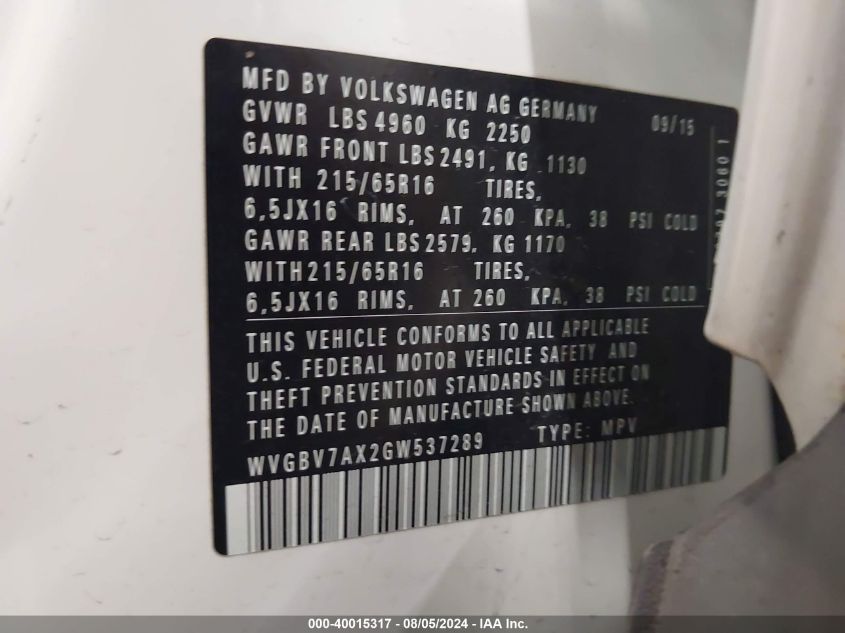 MFD BY VOLKSWAGEN AG GERMANY 09/15
GVWR LBS 4960 KG 2250
GAWR FRONT LBS 2491, KG 1130
WITH 215/65R16 TIRES,
6,5JX16 RIMS, AT 260 KPA, 38 PSI COLD
GAWR REAR LBS 2579, KG 1170
WITH 215/65R16 TIRES,
6,5JX16 RIMS, AT 260 KPA, 38 PSI COLD
THIS VEHICLE CONFORMS TO ALL APPLICABLE
U.S. FEDERAL MOTOR VEHICLE SAFETY AND
THEFT PREVENTION STANDARDS IN EFFECT ON
THE DATE OF MANUFACTURE SHOWN ABOVE.
WVGBV7AX2GW537289 TYPE: MPV
000-40015317 - 08/05/2024 - IAA, Inc.